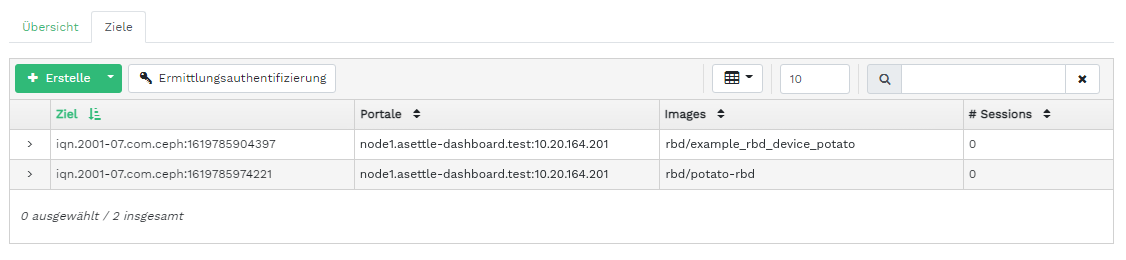 Übersicht Ziele
Erstelle Ermittlungsauthentifizierung 10
Ziel Portale Images # Sessions
iqn.2001-07.com.ceph:1619785904397 node1.asettle-dashboard.test:10.20.164.201 rbd/example_rbd_device_potato 0
iqn.2001-07.com.ceph:1619785974221 node1.asettle-dashboard.test:10.20.164.201 rbd/potato-rbd 0
0 ausgewählt / 2 insgesamt